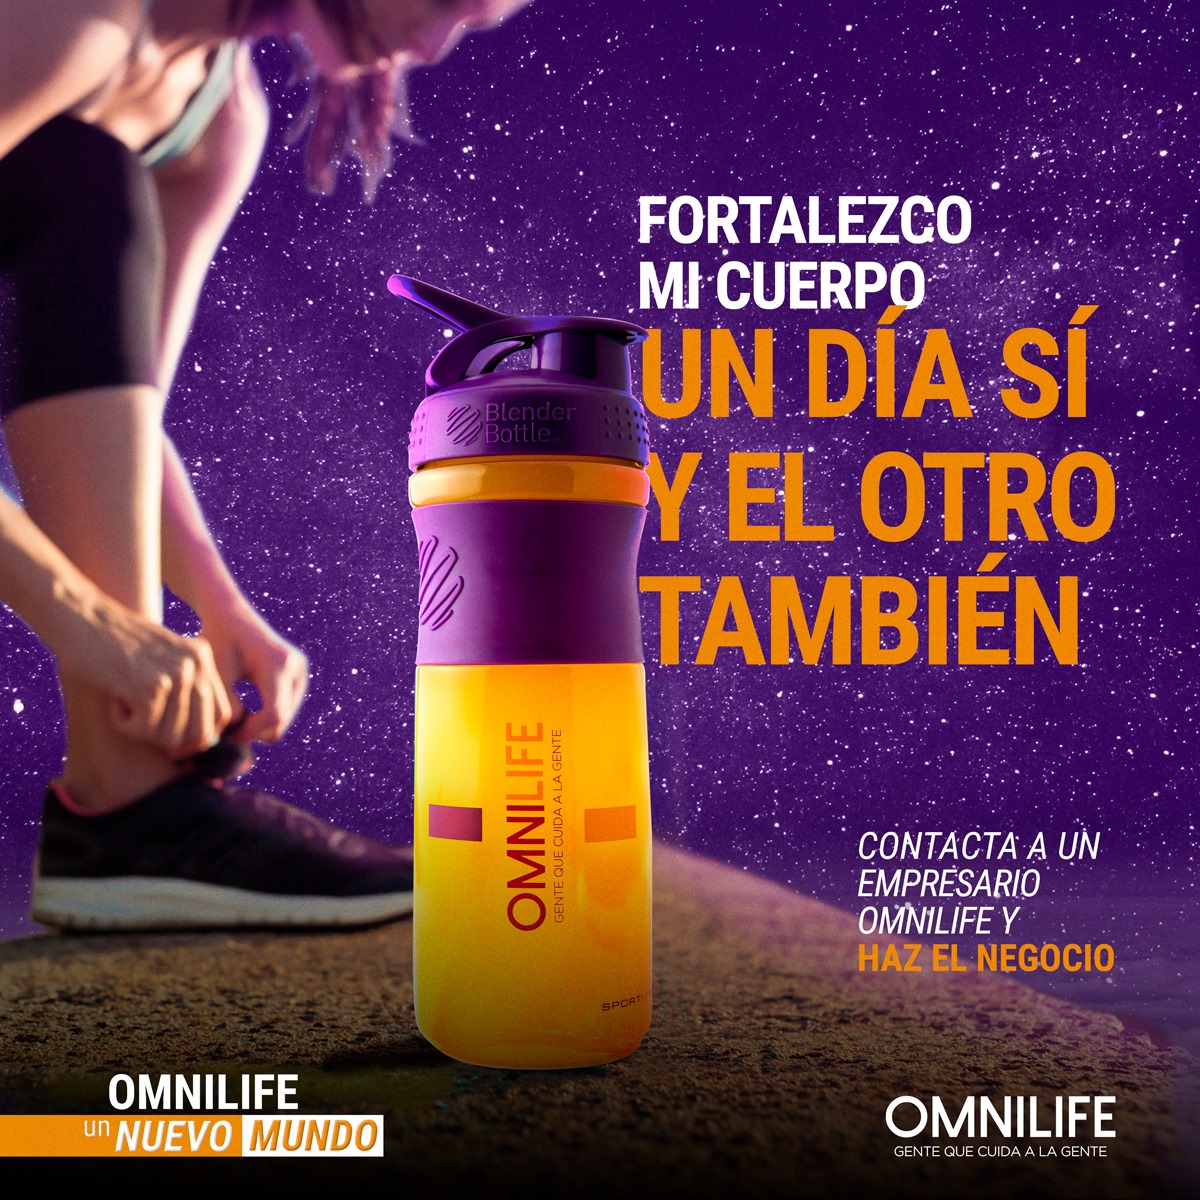 FORTALEZCO
MI CUERPO
UN DÍA SÍ
Y EL OTRO
TAMBIÉN
Blender
Bottle
OMNILIFE
GENTE QUE CUIDA A LA GENTE
CONTACTA A UN
EMPRESARIO
OMNILIFE Y
HAZ EL NEGOCIO
OMNILIFE
un NUEVO MUNDO
OMNILIFE
GENTE QUE CUIDA A LA GENTE